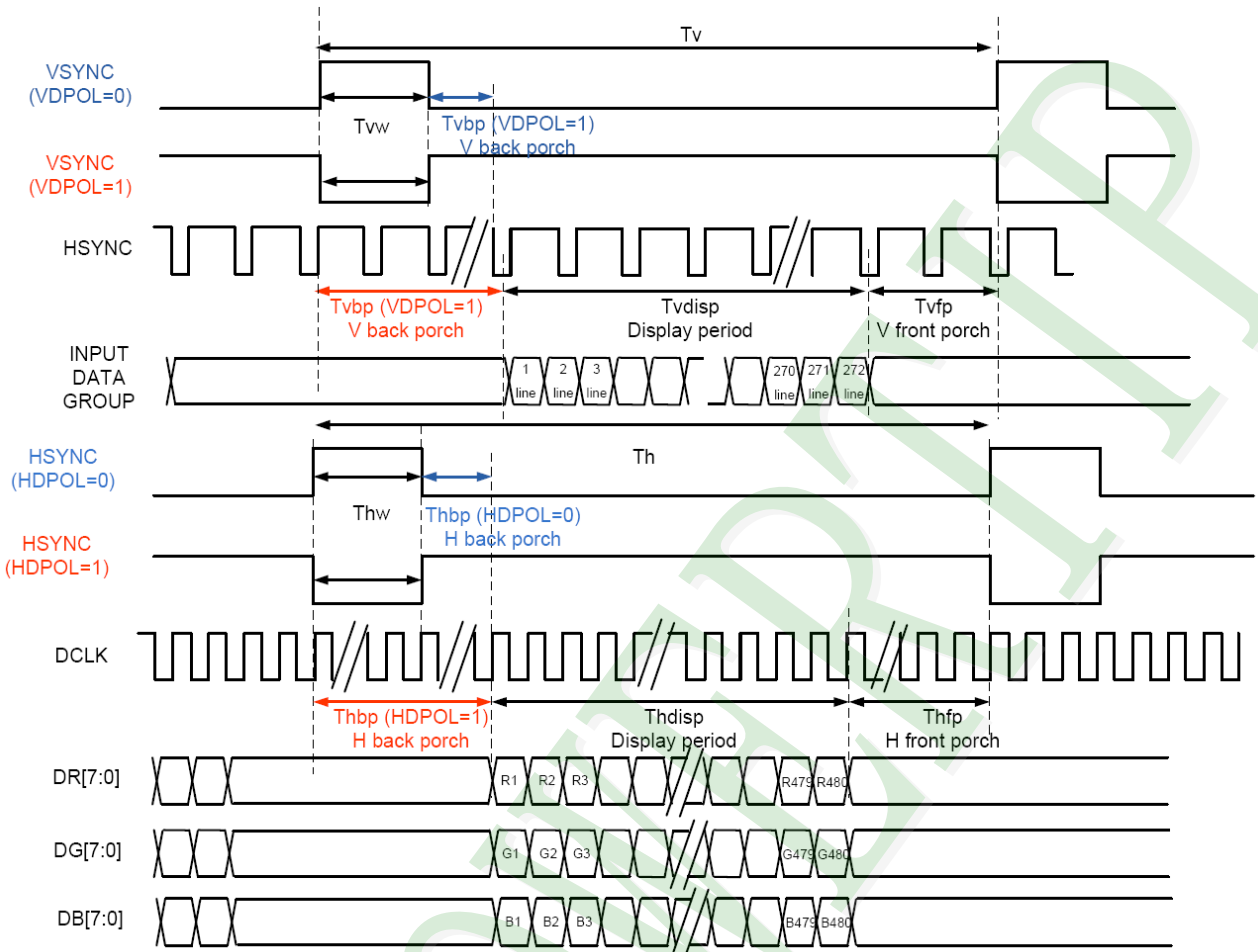 Tv
VSYNC
(VDPOL=0)
Tvw
Tvbp (VDPOL=1)
V back porch
VSYNC
(VDPOL=1)
HSYNC
Tvbp (VDPOL=1)
V back porch
Tvdisp
Display period
Tvfp
V front porch
INPUT
DATA
GROUP
1
line
2
line
3
line
270
line
271
line
272
line
HSYNC
(HDPOL=0)
Th
Thw
Thbp (HDPOL=0)
H back porch
HSYNC
(HDPOL=1)
DCLK
Thbp (HDPOL=1)
H back porch
Thdisp
Display period
Thfp
H front porch
DR[7:0]
R1 R2 R3 R479 R480
DG[7:0]
G1 G2 G3 G479 G480
DB[7:0]
B1 B2 B3 B479 B480
WERTIP